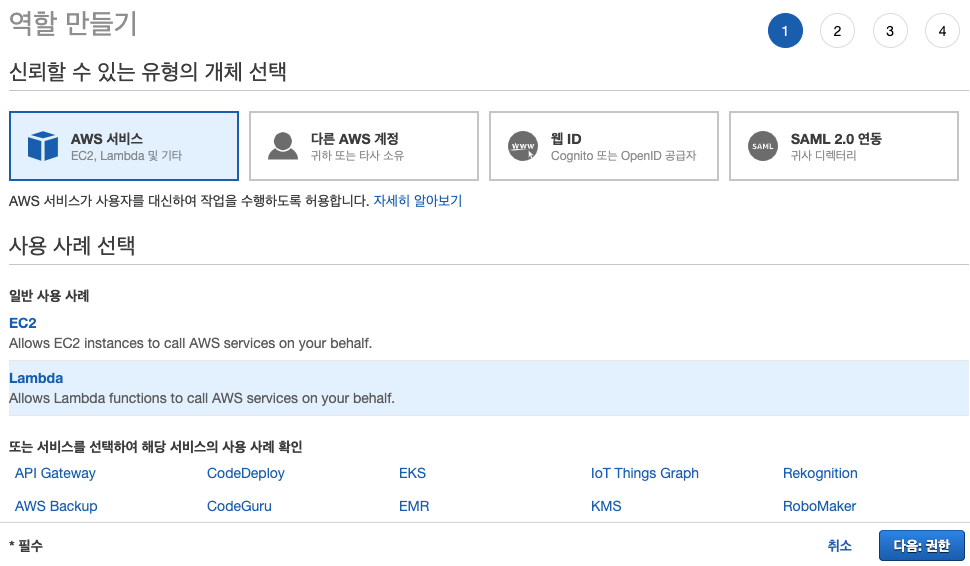 역할 만들기
1 2 3 4
신뢰할 수 있는 유형의 개체 선택
AWS 서비스
EC2, Lambda 및 기타
다른 AWS 계정
귀하 또는 타사 소유
www
웹 ID
Cognito 또는 OpenID 공급자
SAML
SAML 2.0 연동
귀사 디렉터리
AWS 서비스가 사용자를 대신하여 작업을 수행하도록 허용합니다. 자세히 알아보기
사용 사례 선택
일반 사용 사례
EC2
Allows EC2 instances to call AWS services on your behalf.
Lambda
Allows Lambda functions to call AWS services on your behalf.
또는 서비스를 선택하여 해당 서비스의 사용 사례 확인
API Gateway CodeDeploy EKS IoT Things Graph Rekognition
AWS Backup CodeGuru EMR KMS RoboMaker
* 필수 취소 다음: 권한